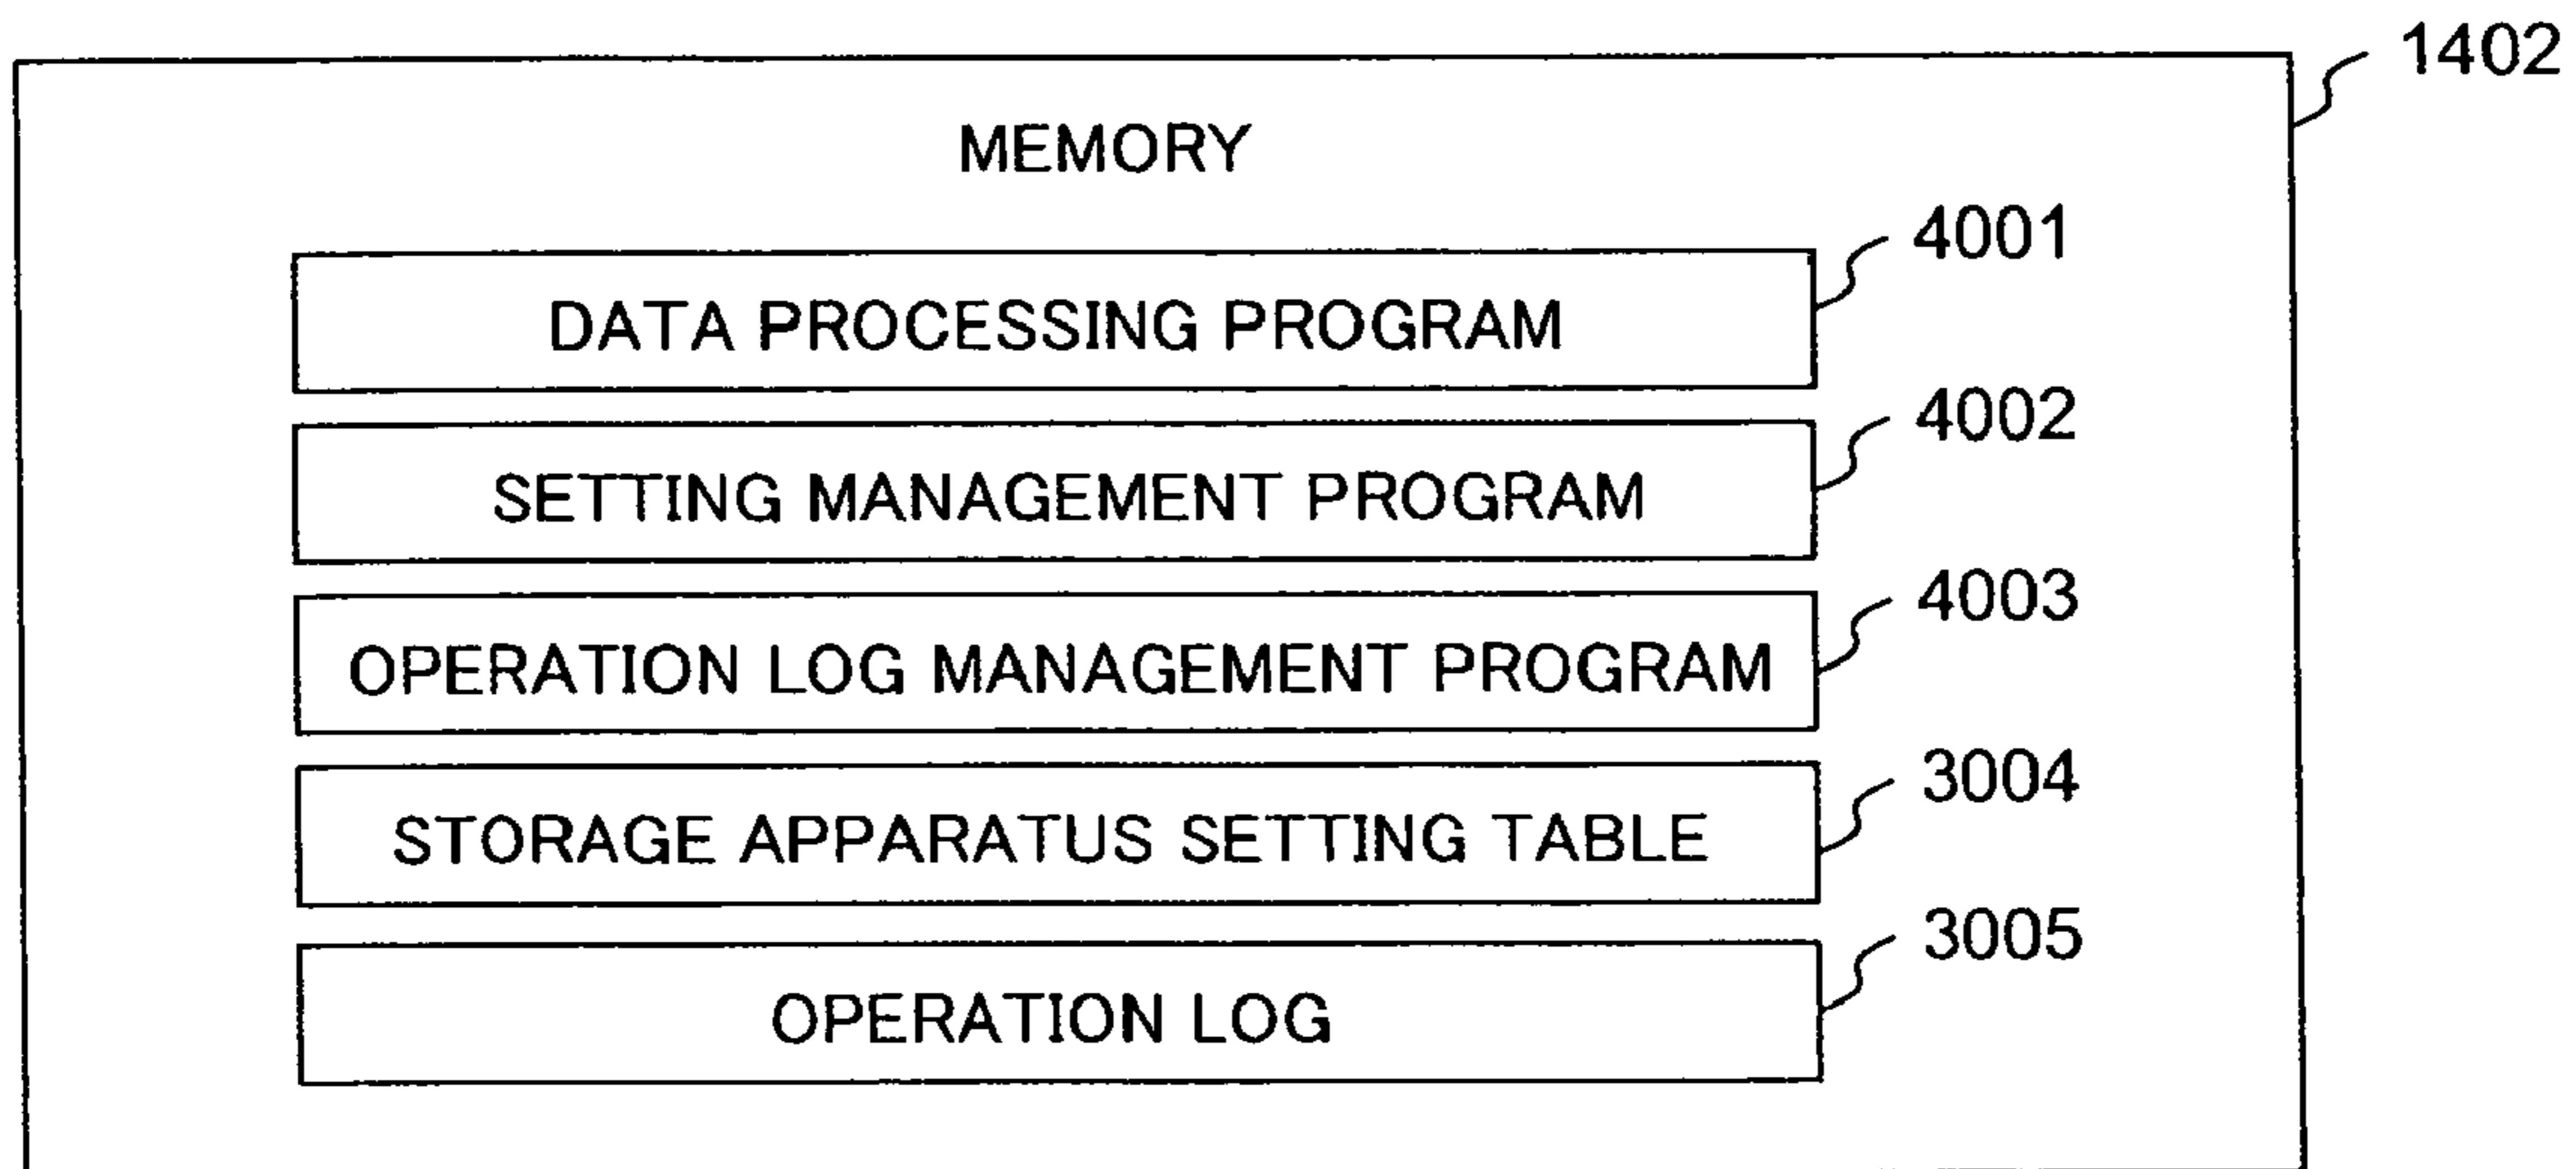 1402
MEMORY
4001
DATA PROCESSING PROGRAM
4002
SETTING MANAGEMENT PROGRAM
4003
OPERATION LOG MANAGEMENT PROGRAM
3004
STORAGE APPARATUS SETTING TABLE
3005
OPERATION LOG